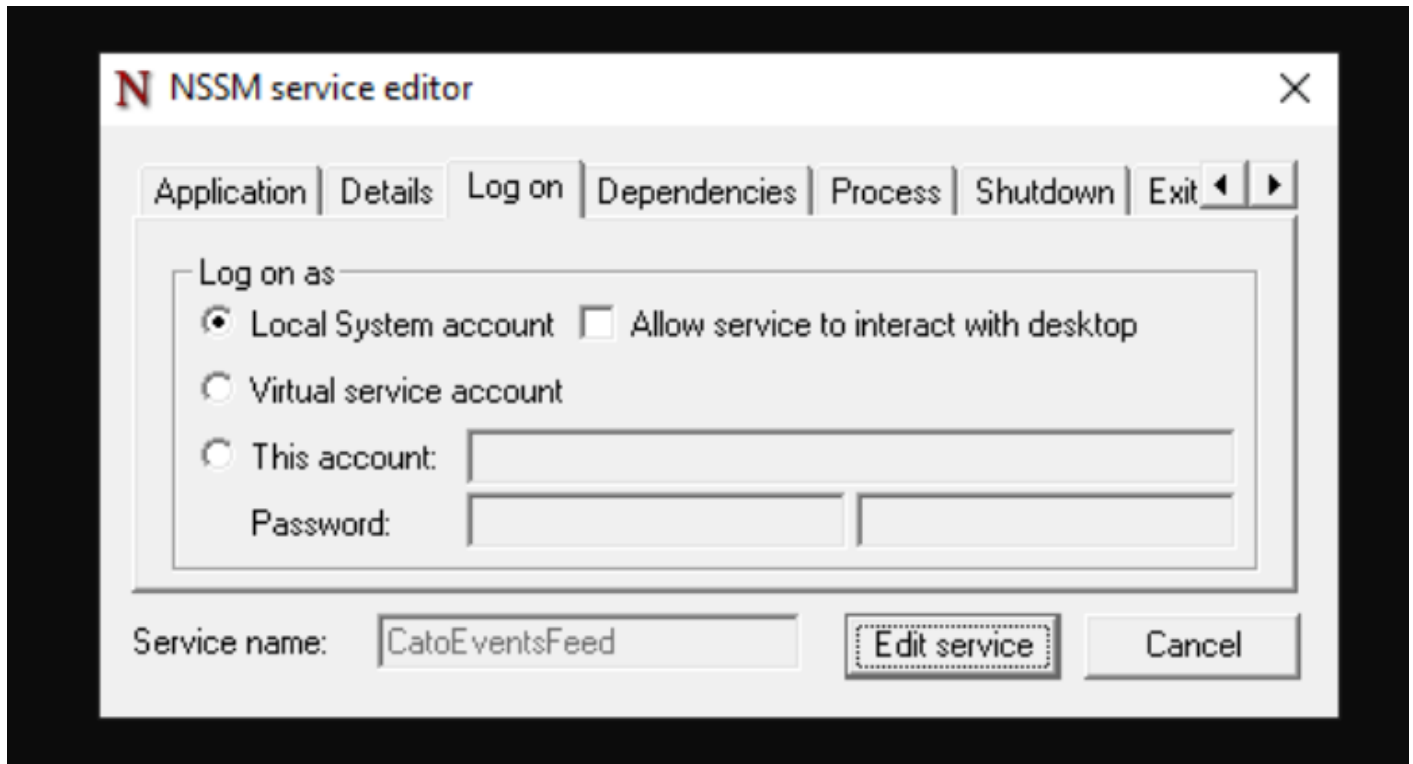 N NSSM service editor
Application Details Log on Dependencies Process Shutdown Exit
Log on as
Local System account Allow service to interact with desktop
Virtual service account
This account:
Password:
Service name: CatoEventsFeed Edit service Cancel